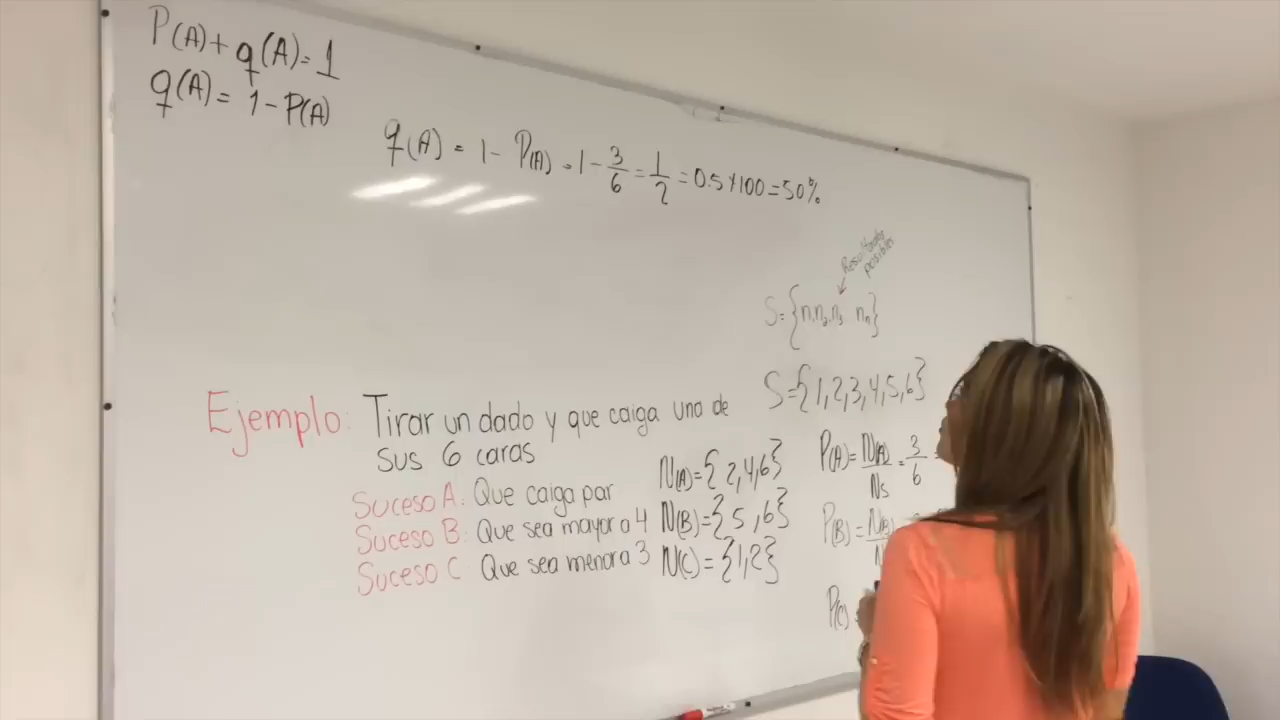 P(A) + q(A) = 1
q(A) = 1 - P(A)
q(A) = 1 - P(A) = 1 - 3/6 = 1/2 = 0.5 x 100 = 50%
Resultados posibles
S = {n1, n2, n3 nn}
S = {1, 2, 3, 4, 5, 6}
Ejemplo: Tirar un dado y que caiga una de
sus 6 caras
Suceso A: Que caiga par N(A) = {2, 4, 6} P(A) = N(A)/Ns = 3/6
Suceso B: Que sea mayor a 4 N(B) = {5, 6} P(B) = N(B)
Suceso C Que sea menor a 3 N(C) = {1, 2} P(C)